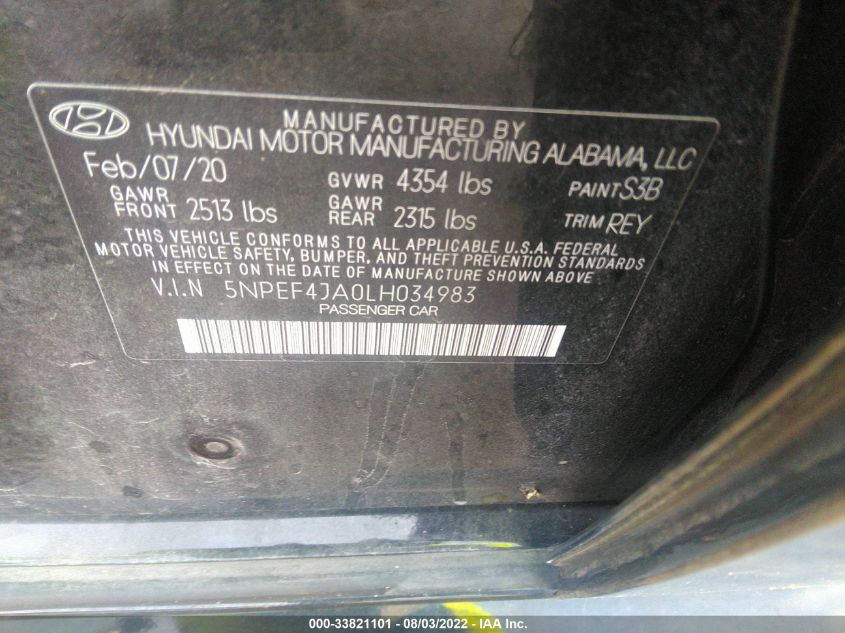 MANUFACTURED BY
HYUNDAI MOTOR MANUFACTURING ALABAMA, LLC
Feb/07/20 GVWR 4354 lbs PAINT S3B
GAWR FRONT 2513 lbs GAWR REAR 2315 lbs TRIM REY
THIS VEHICLE CONFORMS TO ALL APPLICABLE U.S.A. FEDERAL
MOTOR VEHICLE SAFETY, BUMPER, AND THEFT PREVENTION STANDARDS
IN EFFECT ON THE DATE OF MANUFACTURE SHOWN ABOVE.
V.I.N 5NPEF4JA0LH034983
PASSENGER CAR
000-33821101 - 08/03/2022 - IAA Inc.